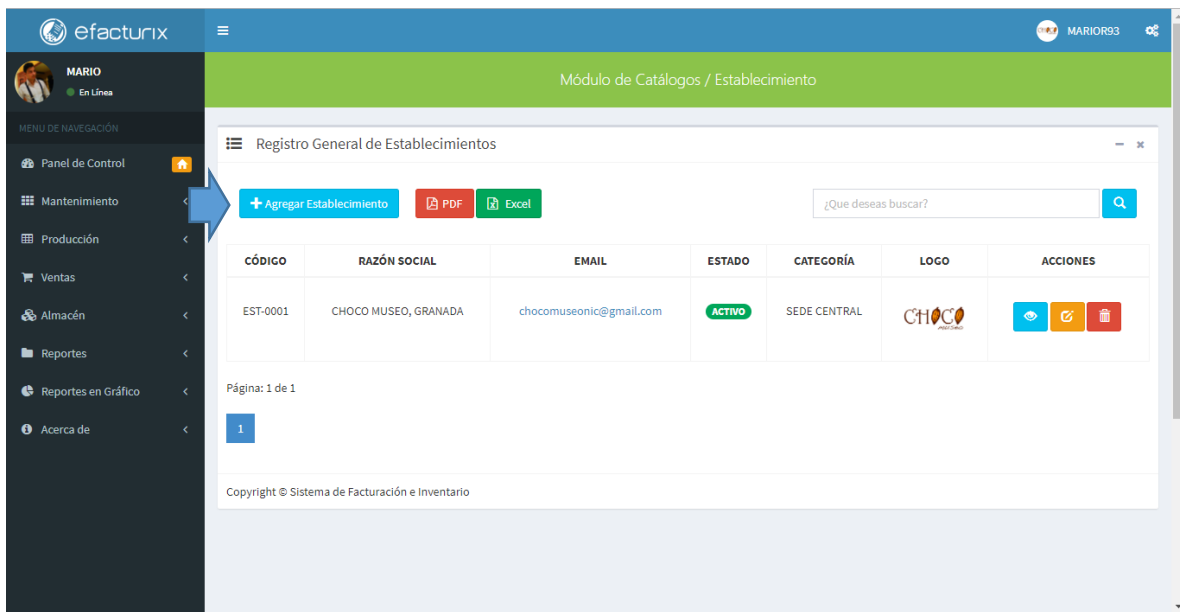 efacturix
MARIOR93
MARIO
En Línea
Módulo de Catálogos / Establecimiento
MENU DE NAVEGACIÓN
Panel de Control
Mantenimiento
Producción
Ventas
Almacén
Reportes
Reportes en Gráfico
Acerca de
Registro General de Establecimientos
Agregar Establecimiento PDF Excel ¿Que deseas buscar?
CÓDIGO RAZÓN SOCIAL EMAIL ESTADO CATEGORÍA LOGO ACCIONES
EST-0001 CHOCO MUSEO, GRANADA chocomuseonic@gmail.com ACTIVO SEDE CENTRAL CHOCO
Página: 1 de 1
1
Copyright © Sistema de Facturación e Inventario